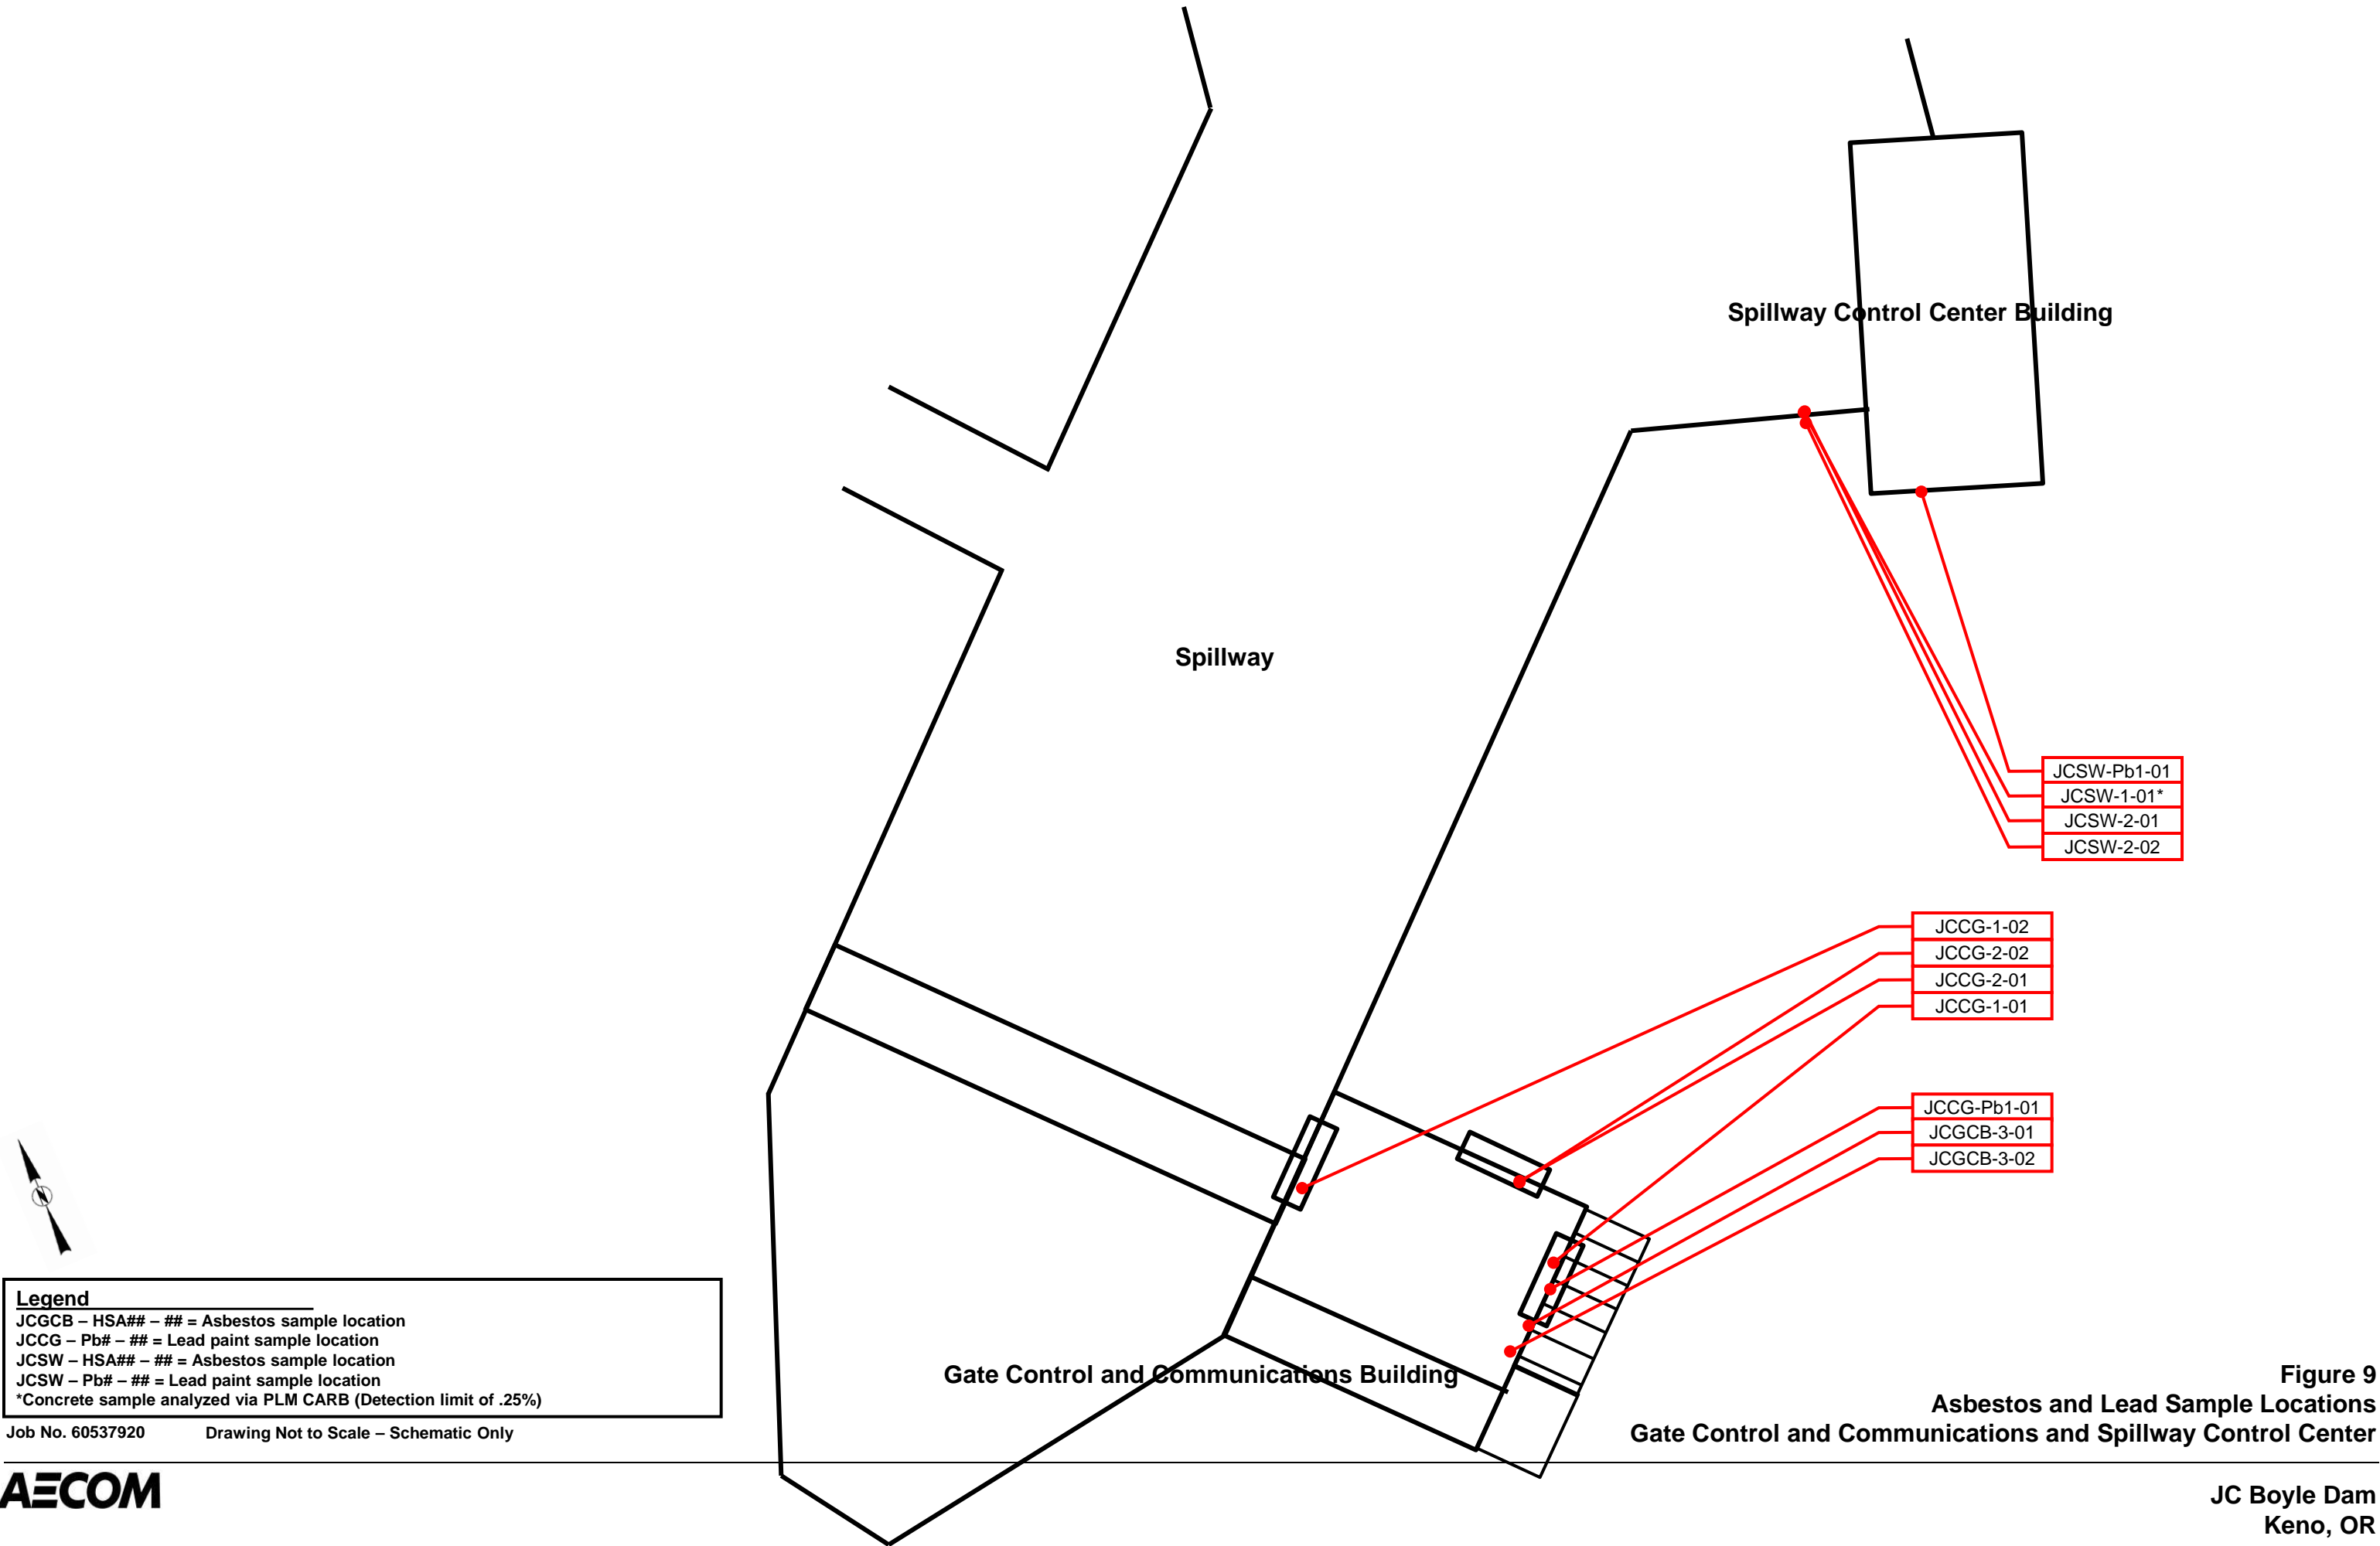 Spillway Control Center Building
Spillway
JCSW-Pb1-01
JCSW-1-01*
JCSW-2-01
JCSW-2-02
JCCG-1-02
JCCG-2-02
JCCG-2-01
JCCG-1-01
JCCG-Pb1-01
JCGCB-3-01
JCGCB-3-02
Gate Control and Communications Building
Legend
JCGCB – HSA## – ## = Asbestos sample location
JCCG – Pb# – ## = Lead paint sample location
JCSW – HSA## – ## = Asbestos sample location
JCSW – Pb# – ## = Lead paint sample location
*Concrete sample analyzed via PLM CARB (Detection limit of .25%)
Job No. 60537920 Drawing Not to Scale – Schematic Only
Figure 9
Asbestos and Lead Sample Locations
Gate Control and Communications and Spillway Control Center
AECOM
JC Boyle Dam
Keno, OR